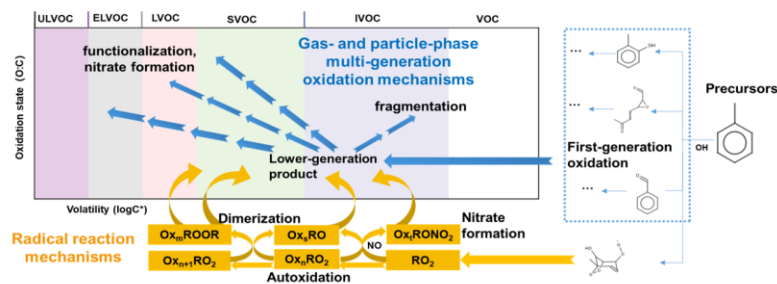 ULVOC ELVOC LVOC SVOC IVOC VOC
functionalization,
nitrate formation
Gas- and particle-phase
multi-generation
oxidation mechanisms
fragmentation
Lower-generation
product
Oxidation state (O:C)
Volatility (logC*)
Precursors
OH
First-generation
oxidation
...
...
...
OH
Radical reaction
mechanisms
Dimerization
Nitrate
formation
OxₘROOR OxₛRO OxₜRONO₂
NO
Oxₙ₊₁RO₂ OxₙRO₂ RO₂
Autoxidation